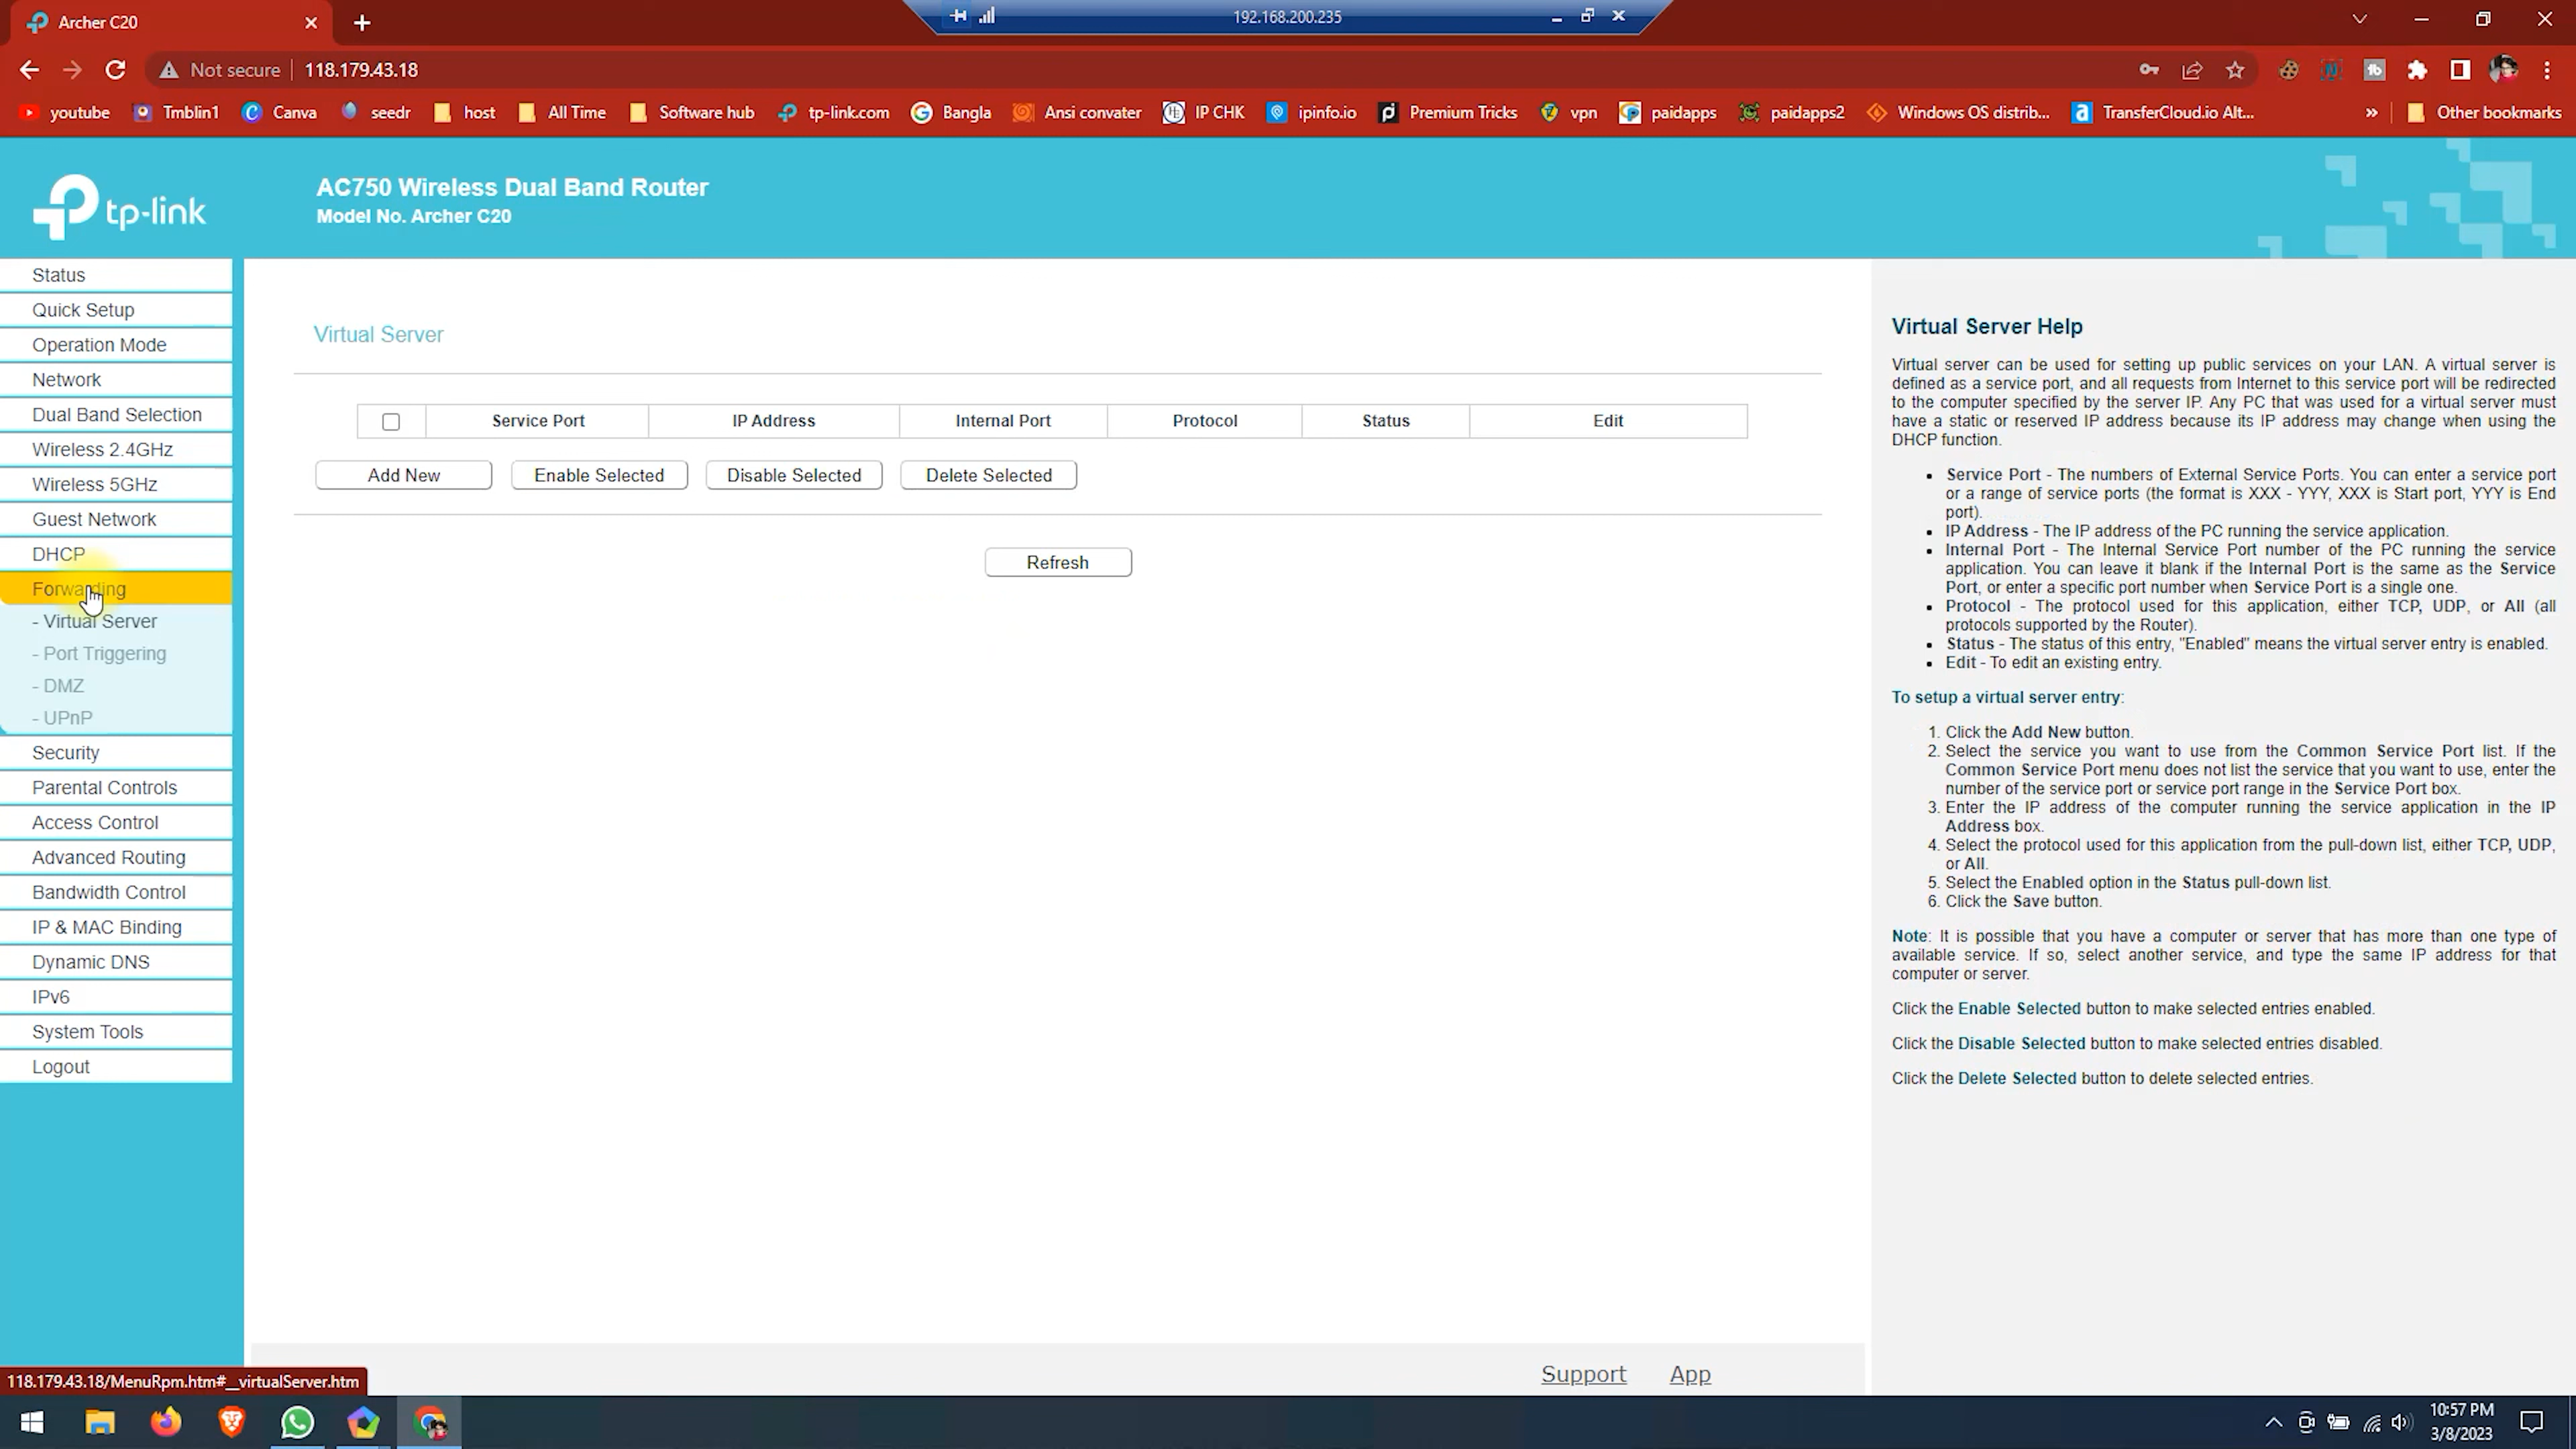 Archer C20
192.168.200.235
Not secure
118.179.43.18
youtube
Tmblin1
Canva
seedr
host
All Time
Software hub
tp-link.com
Bangla
Ansi convater
IP CHK
ipinfo.io
Premium Tricks
vpn
paidapps
paidapps2
Windows OS distrib...
TransferCloud.io Alt...
»
Other bookmarks
tp-link
AC750 Wireless Dual Band Router
Model No. Archer C20
Status
Quick Setup
Operation Mode
Network
Dual Band Selection
Wireless 2.4GHz
Wireless 5GHz
Guest Network
DHCP
Forwarding
- Virtual Server
- Port Triggering
- DMZ
- UPnP
Security
Parental Controls
Access Control
Advanced Routing
Bandwidth Control
IP & MAC Binding
Dynamic DNS
IPv6
System Tools
Logout
Virtual Server
Service Port IP Address Internal Port Protocol Status Edit
Add New Enable Selected Disable Selected Delete Selected
Refresh
Virtual Server Help
Virtual server can be used for setting up public services on your LAN. A virtual server is
defined as a service port, and all requests from Internet to this service port will be redirected
to the computer specified by the server IP. Any PC that was used for a virtual server must
have a static or reserved IP address because its IP address may change when using the
DHCP function.
• Service Port - The numbers of External Service Ports. You can enter a service port
or a range of service ports (the format is XXX - YYY, XXX is Start port, YYY is End
port).
• IP Address - The IP address of the PC running the service application.
• Internal Port - The Internal Service Port number of the PC running the service
application. You can leave it blank if the Internal Port is the same as the Service
Port, or enter a specific port number when Service Port is a single one.
• Protocol - The protocol used for this application, either TCP, UDP, or All (all
protocols supported by the Router).
• Status - The status of this entry, "Enabled" means the virtual server entry is enabled.
• Edit - To edit an existing entry.
To setup a virtual server entry:
1. Click the Add New button.
2. Select the service you want to use from the Common Service Port list. If the
Common Service Port menu does not list the service that you want to use, enter the
number of the service port or service port range in the Service Port box.
3. Enter the IP address of the computer running the service application in the IP
Address box.
4. Select the protocol used for this application from the pull-down list, either TCP, UDP,
or All.
5. Select the Enabled option in the Status pull-down list.
6. Click the Save button.
Note: It is possible that you have a computer or server that has more than one type of
available service. If so, select another service, and type the same IP address for that
computer or server.
Click the Enable Selected button to make selected entries enabled.
Click the Disable Selected button to make selected entries disabled.
Click the Delete Selected button to delete selected entries.
Support App
118.179.43.18/MenuRpm.htm#__virtualServer.htm
10:57 PM
3/8/2023